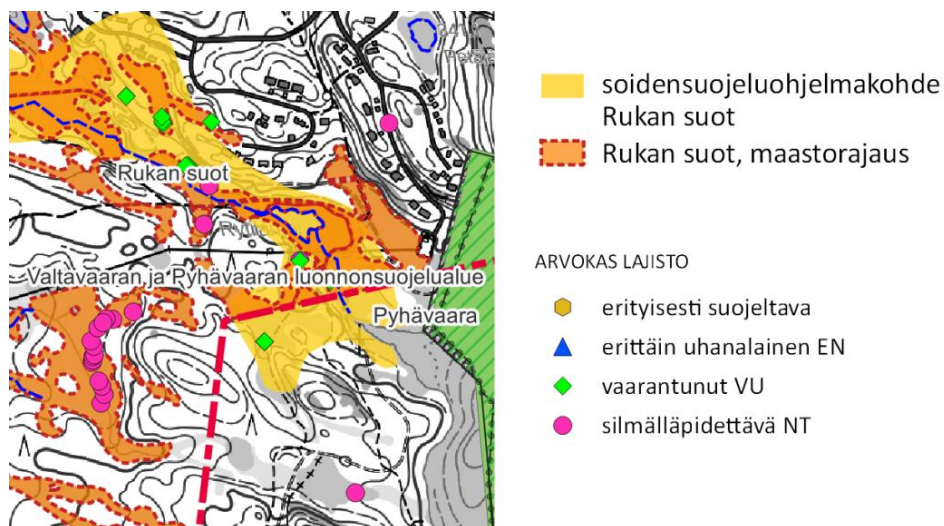 Rukan suot
Valtavaaran ja Pyhävaaran luonnonsuojelualue
Pyhävaara
soidensuojeluohjelmakohde
Rukan suot
Rukan suot, maastorajaus
ARVOKAS LAJISTO
erityisesti suojeltava
erittäin uhanalainen EN
vaarantunut VU
silmälläpidettävä NT